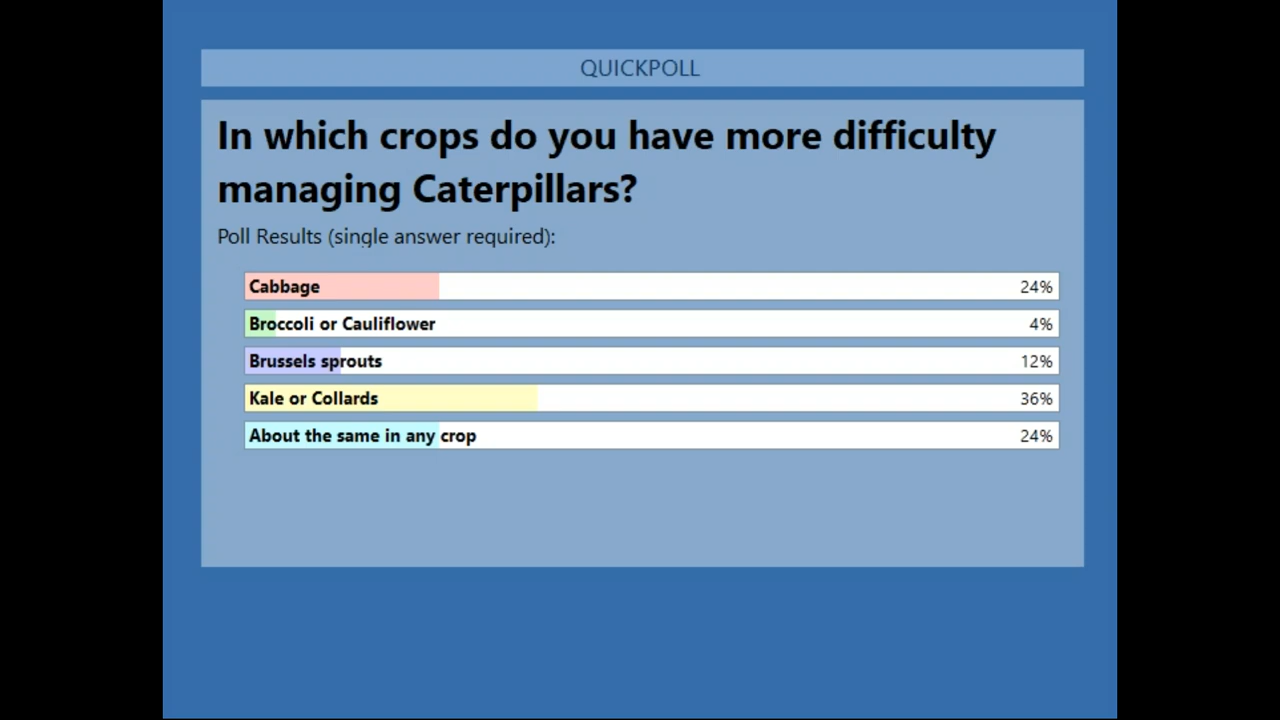 QUICKPOLL
In which crops do you have more difficulty
managing Caterpillars?
Poll Results (single answer required):
Cabbage 24%
Broccoli or Cauliflower 4%
Brussels sprouts 12%
Kale or Collards 36%
About the same in any crop 24%